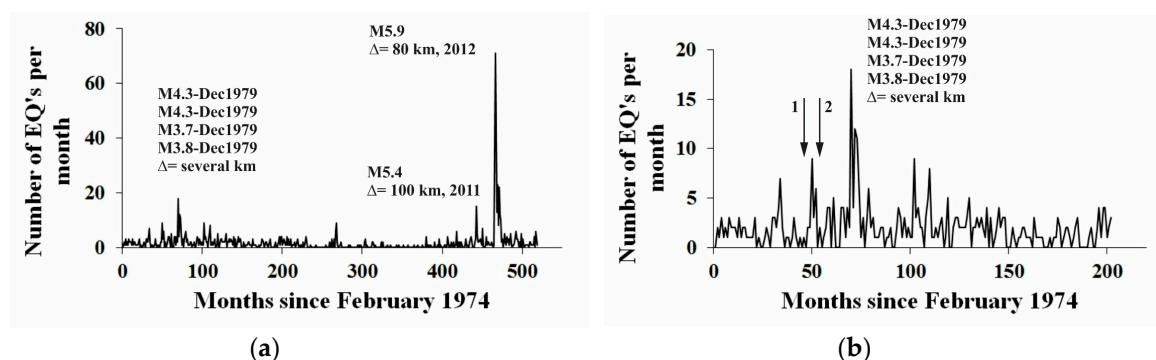 80
60
40
20
0
Number of EQ's per
month
M4.3-Dec1979
M4.3-Dec1979
M3.7-Dec1979
M3.8-Dec1979
Δ= several km
M5.9
Δ= 80 km, 2012
M5.4
Δ= 100 km, 2011
0 100 200 300 400 500
Months since February 1974
(a)
20
15
10
5
0
Number of EQ's per
month
1 2
M4.3-Dec1979
M4.3-Dec1979
M3.7-Dec1979
M3.8-Dec1979
Δ= several km
0 50 100 150 200
Months since February 1974
(b)